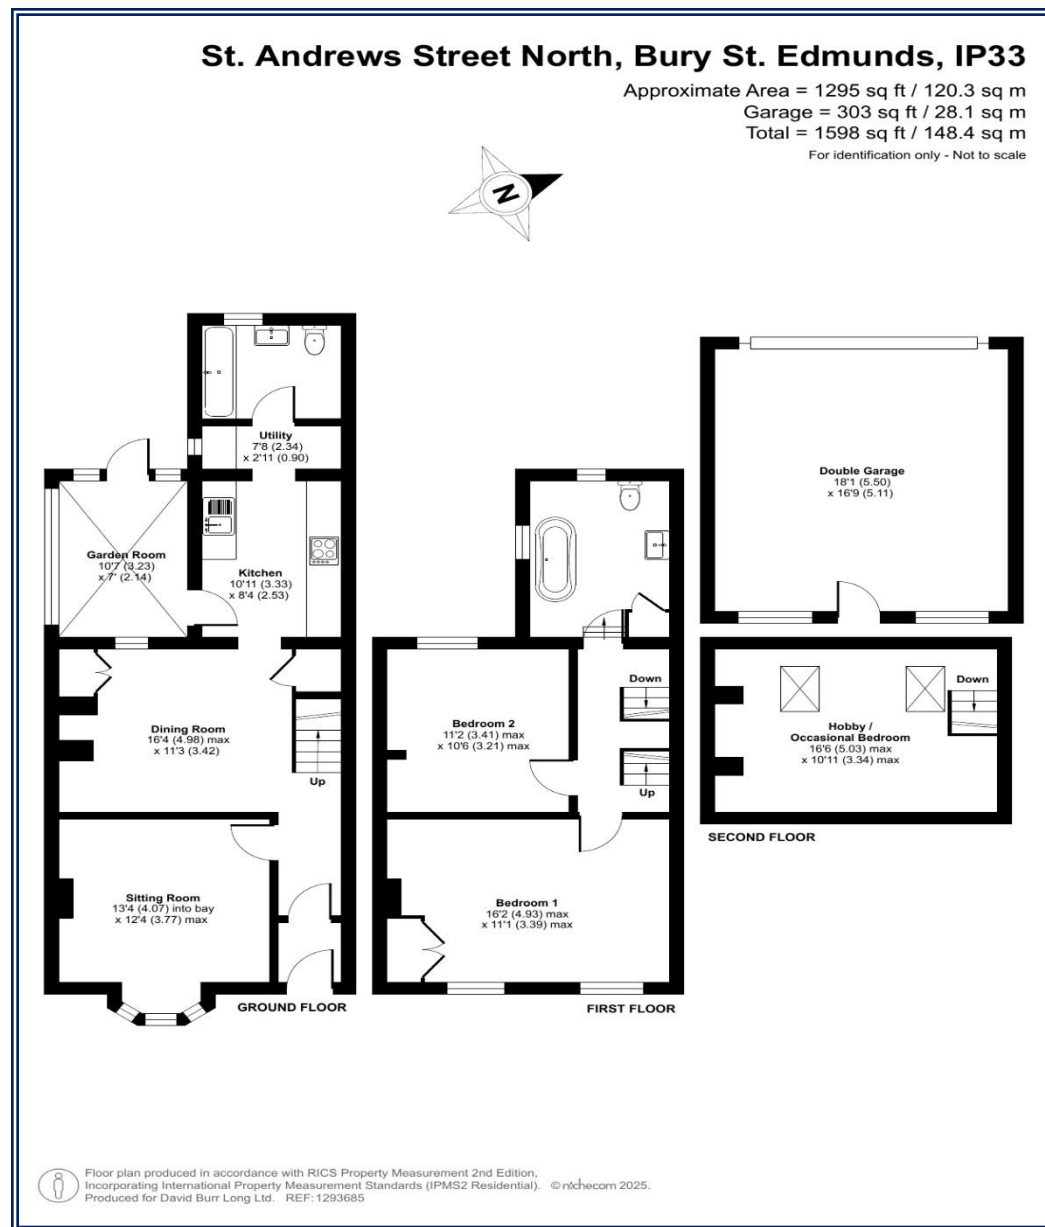 St. Andrews Street North, Bury St. Edmunds, IP33
Approximate Area = 1295 sq ft / 120.3 sq m
Garage = 303 sq ft / 28.1 sq m
Total = 1598 sq ft / 148.4 sq m
For identification only - Not to scale
N
Utility
7'8 (2.34)
x 2'11 (0.90)
Garden Room
10'7 (3.23)
x 7' (2.14)
Kitchen
10'11 (3.33)
x 8'4 (2.53)
Dining Room
16'4 (4.98) max
x 11'3 (3.42)
Up
Sitting Room
13'4 (4.07) into bay
x 12'4 (3.77) max
GROUND FLOOR
Down
Bedroom 2
11'2 (3.41) max
x 10'6 (3.21) max
Up
Bedroom 1
16'2 (4.93) max
x 11'1 (3.39) max
FIRST FLOOR
Double Garage
18'1 (5.50)
x 16'9 (5.11)
Down
Hobby /
Occasional Bedroom
16'6 (5.03) max
x 10'11 (3.34) max
SECOND FLOOR
Floor plan produced in accordance with RICS Property Measurement 2nd Edition,
Incorporating International Property Measurement Standards (IPMS2 Residential). © nichecom 2025.
Produced for David Burr Long Ltd. REF: 1293685